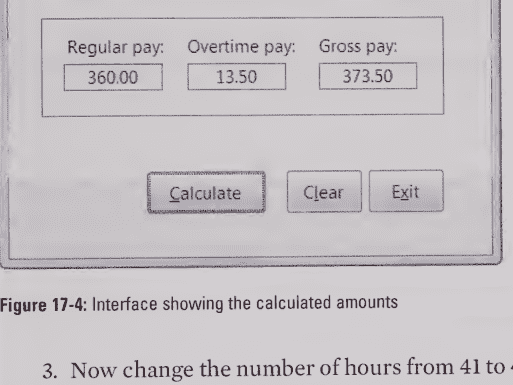 Regular pay: Overtime pay: Gross pay:
360.00 13.50 373.50
Calculate Clear Exit
Figure 17-4: Interface showing the calculated amounts
3. Now change the number of hours from 41 to